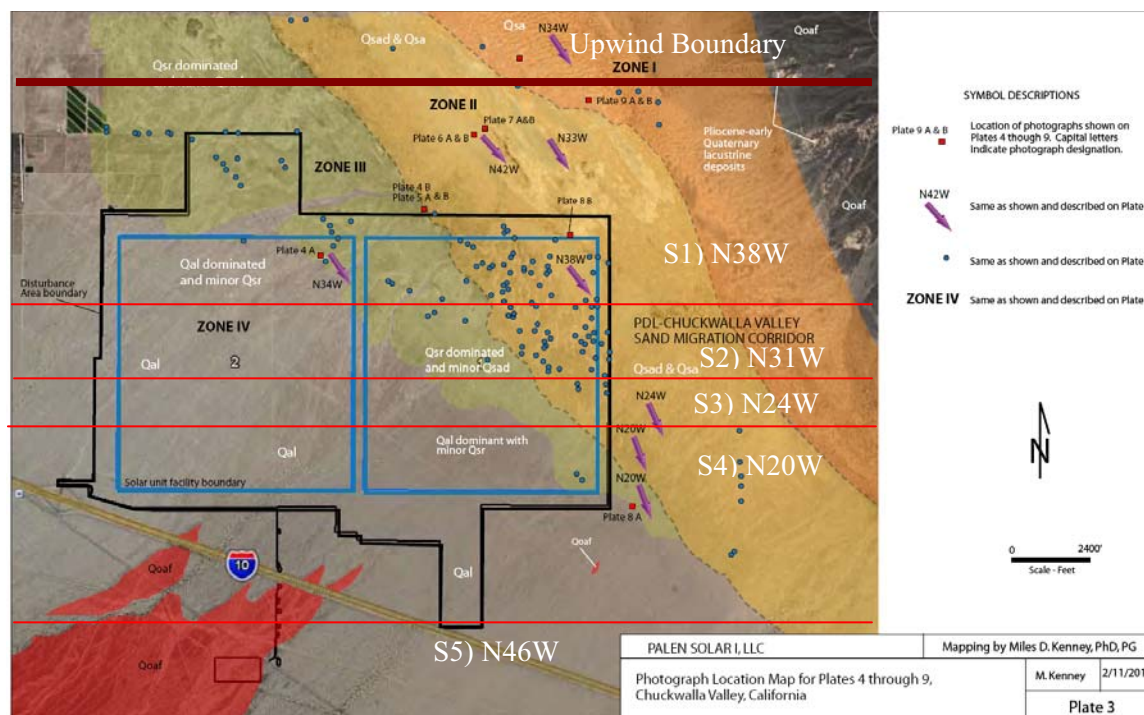 Qsa
N34W
Qoaf
Qsad & Qsa
Upwind Boundary
Qsr dominated
ZONE I
SYMBOL DESCRIPTIONS
ZONE II
Plate 9 A & B
Plate 9 A & B
Location of photographs shown on
Plates 4 through 9. Capital letters
Indicate photograph designation.
Plate 7 A&B
Plate 6 A & B
N33W
Pliocene-early
Quaternary
lacustrine
deposits
N42W
ZONE III
Plate 4 B
Plate 5 A & B
Plate 8 B
N42W
Same as shown and described on Plate
Qoaf
S1) N38W
Plate 4 A
Qal dominated
and minor Qsr
N38W
Same as shown and described on Plate
Disturbance
Area boundary
N34W
ZONE IV
Same as shown and described on Plate
ZONE IV
PDL-CHUCKWALLA VALLEY
SAND MIGRATION CORRIDOR
Qal
2
Qsr dominated
and minor Qsad
S2) N31W
Qsad & Qsa
N24W
S3) N24W
N20W
Qal dominant with
minor Qsr
Qal
S4) N20W
N
N20W
Solar unit facility boundary
Plate 8 A
Qoaf
0 2400'
Scale - Feet
Qoaf
10
Qal
S5) N46W
Qoaf
PALEN SOLAR I, LLC
Mapping by Miles D. Kenney, PhD, PG
Photograph Location Map for Plates 4 through 9,
Chuckwalla Valley, California
M. Kenney
2/11/201
Plate 3